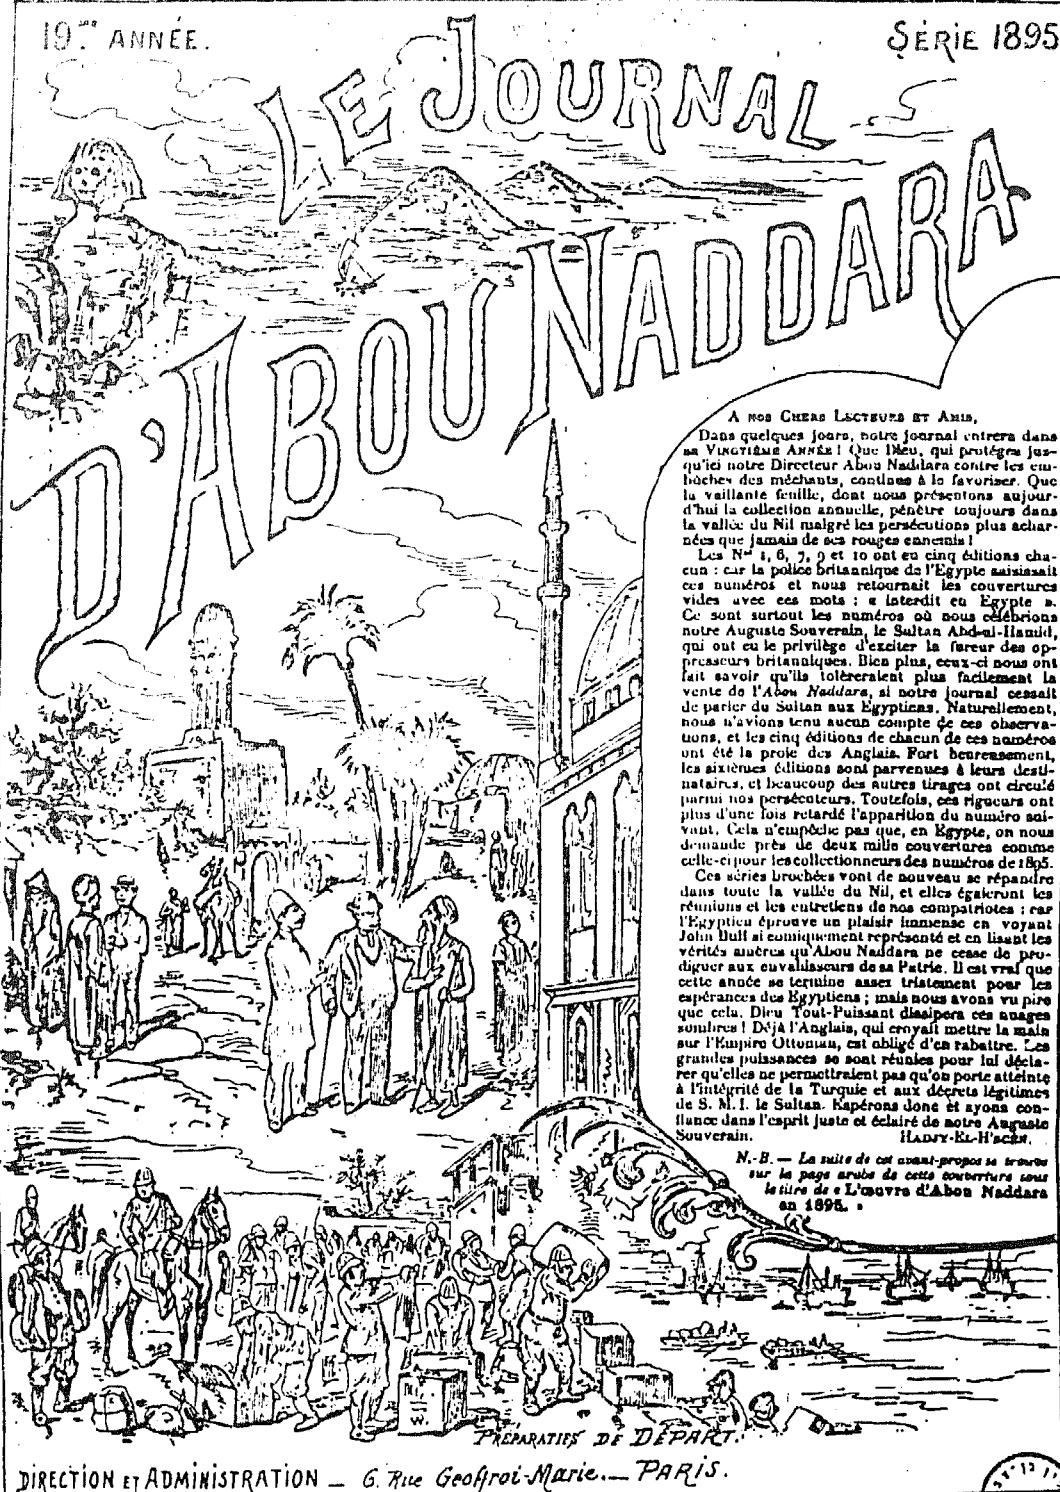 19.me ANNÉE.
SÉRIE 1895
LE JOURNAL
D'ABOU NADDARA
A NOS CHERS LECTEURS ET AMIS,
Dans quelques jours, notre journal entrera dans
sa VINGTIÈME ANNÉE! Que Dieu, qui protégea jus-
qu'ici notre Directeur Abou Naddara contre les em-
bûches des méchants, continue à le favoriser. Que
la vaillante feuille, dont nous présentons aujour-
d'hui la collection annuelle, pénètre toujours dans
la vallée du Nil malgré les persécutions plus achar-
nées que jamais de ses rouges ennemis!
Les Nos 1, 6, 7, 9 et 10 ont eu cinq éditions cha-
cun : car la police britannique de l'Egypte saisissait
ces numéros et nous retournait les couvertures
vides avec ces mots : « Interdit en Egypte ».
Ce sont surtout les numéros où nous célébrions
notre Auguste Souverain, le Sultan Abd-ul-Hamid,
qui ont eu le privilège d'exciter la fureur des op-
presseurs britanniques. Bien plus, ceux-ci nous ont
fait savoir qu'ils tolèreraient plus facilement la
vente de l'Abou Naddara, si notre journal cessait
de parler du Sultan aux Egyptiens. Naturellement,
nous n'avions tenu aucun compte de ces observa-
tions, et les cinq éditions de chacun de ces numéros
ont été la proie des Anglais. Fort heureusement,
les sixièmes éditions sont parvenues à leurs desti-
nataires, et beaucoup des autres tirages ont circulé
parmi nos persécuteurs. Toutefois, ces rigueurs ont
plus d'une fois retardé l'apparition du numéro sui-
vant. Cela n'empêche pas que, en Egypte, on nous
demande près de deux mille couvertures comme
celle-ci pour les collectionneurs des numéros de 1895.
Ces séries brochées vont de nouveau se répandre
dans toute la vallée du Nil, et elles égaieront les
réunions et les entretiens de nos compatriotes : car
l'Egyptien éprouve un plaisir immense en voyant
John Bull si comiquement représenté et en lisant les
vérités amères qu'Abou Naddara ne cesse de pro-
diguer aux envahisseurs de sa Patrie. Il est vrai que
cette année se termine assez tristement pour les
espérances des Egyptiens; mais nous avons vu pire
que cela. Dieu Tout-Puissant dissipera ces nuages
sombres! Déjà l'Anglais, qui croyait mettre la main
sur l'Empire Ottoman, est obligé d'en rabattre. Les
grandes puissances se sont réunies pour lui décla-
rer qu'elles ne permettraient pas qu'on porte atteinte
à l'intégrité de la Turquie et aux décrets légitimes
de S. M. I. le Sultan. Espérons donc et ayons con-
fiance dans l'esprit juste et éclairé de notre Auguste
Souverain. HADJY-EL-H'SCEN.
N.-B. — La suite de cet avant-propos se trouve
sur la page arabe de cette couverture sous
le titre de « L'œuvre d'Abou Naddara
en 1895. »
PRÉPARATIFS DE DÉPART.
DIRECTION ET ADMINISTRATION — 6. Rue Geoffroi-Marie. — PARIS.